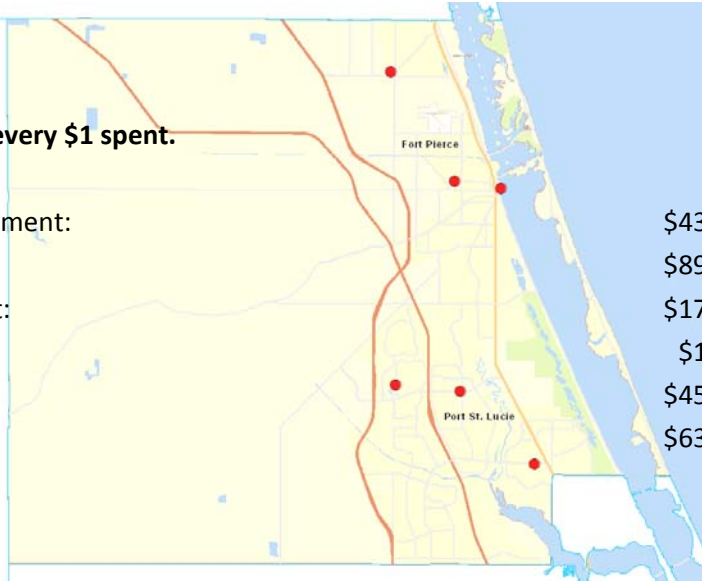 every $1 spent.
Fort Pierce
ment: $43
$89
t: $17
$1
$45
$63
Port St. Lucie